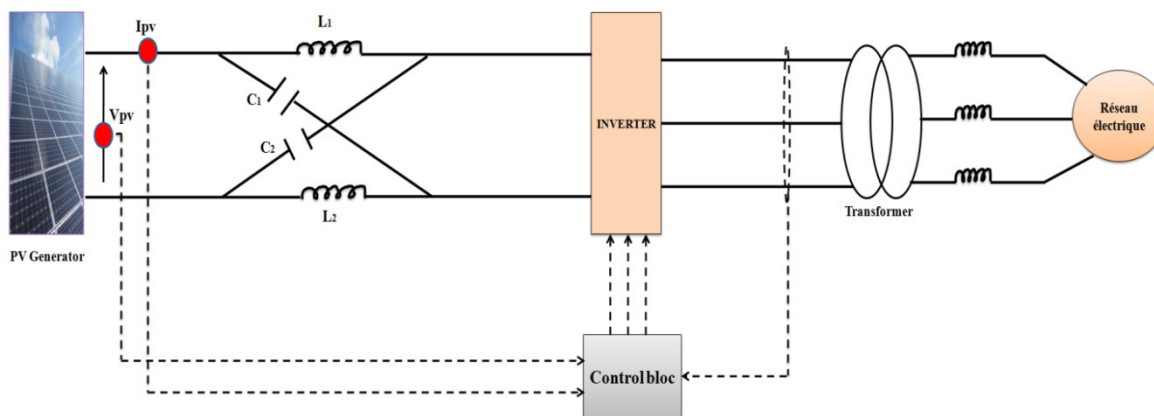 Ipv
L1
Vpv
C1
C2
L2
PV Generator
INVERTER
Transformer
Réseau
électrique
Control bloc